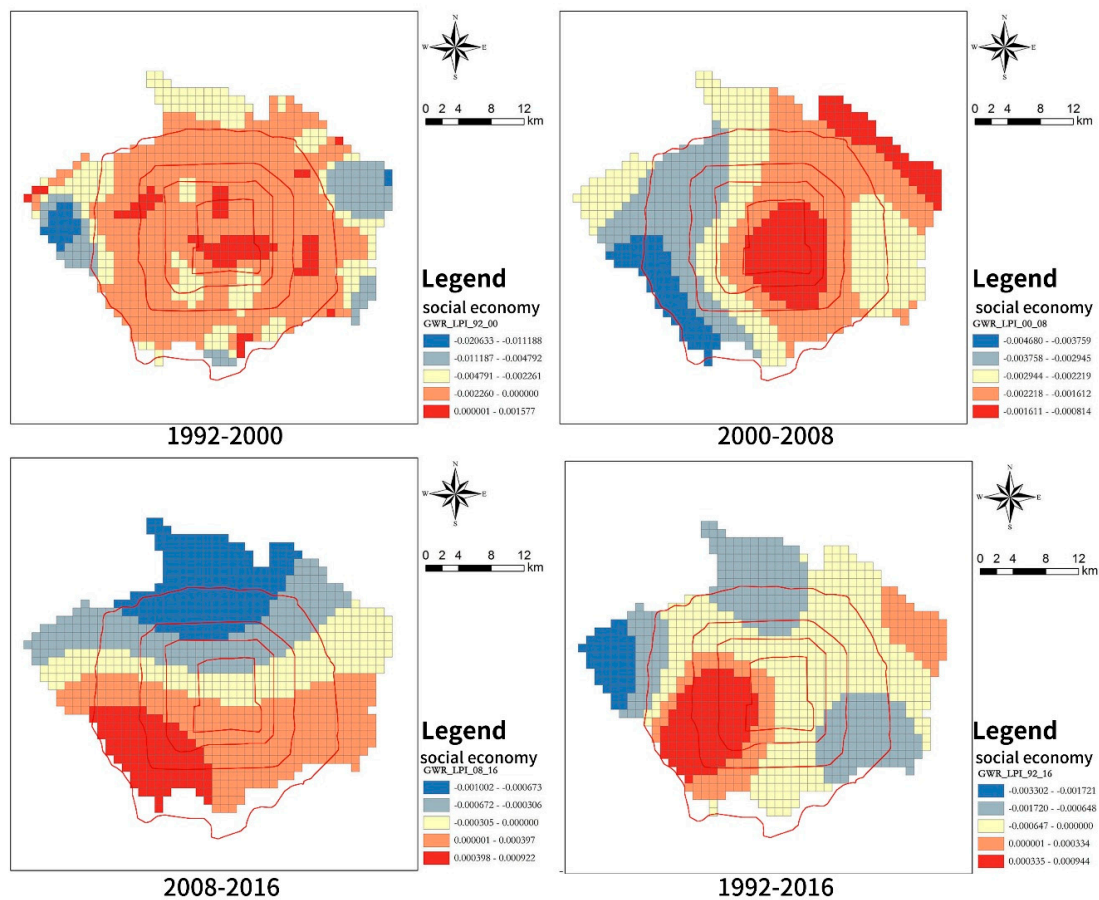 N
W E
S
0 2 4 8 12
km
Legend
social economy
GWR_LPI_92_00
-0.020633 - -0.011188
-0.011187 - -0.004792
-0.004791 - -0.002261
-0.002260 - 0.000000
0.000001 - 0.001577
1992-2000
N
W E
S
0 2 4 8 12
km
Legend
social economy
GWR_LPI_00_08
-0.004680 - -0.003759
-0.003758 - -0.002945
-0.002944 - -0.002219
-0.002218 - -0.001612
-0.001611 - -0.000814
2000-2008
N
W E
S
0 2 4 8 12
km
Legend
social economy
GWR_LPI_08_16
-0.001002 - -0.000673
-0.000672 - -0.000306
-0.000305 - 0.000000
0.000001 - 0.000397
0.000398 - 0.000922
2008-2016
N
W E
S
0 2 4 8 12
km
Legend
social economy
GWR_LPI_92_16
-0.003302 - -0.001721
-0.001720 - -0.000648
-0.000647 - 0.000000
0.000001 - 0.000334
0.000335 - 0.000944
1992-2016